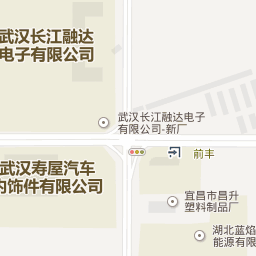 武汉长江融达
电子有限公司
武汉长江融达电子
有限公司-新厂
前丰
武汉寿屋汽车
内饰件有限公司
宜昌市昌升
塑料制品厂
湖北蓝焰
能源有限